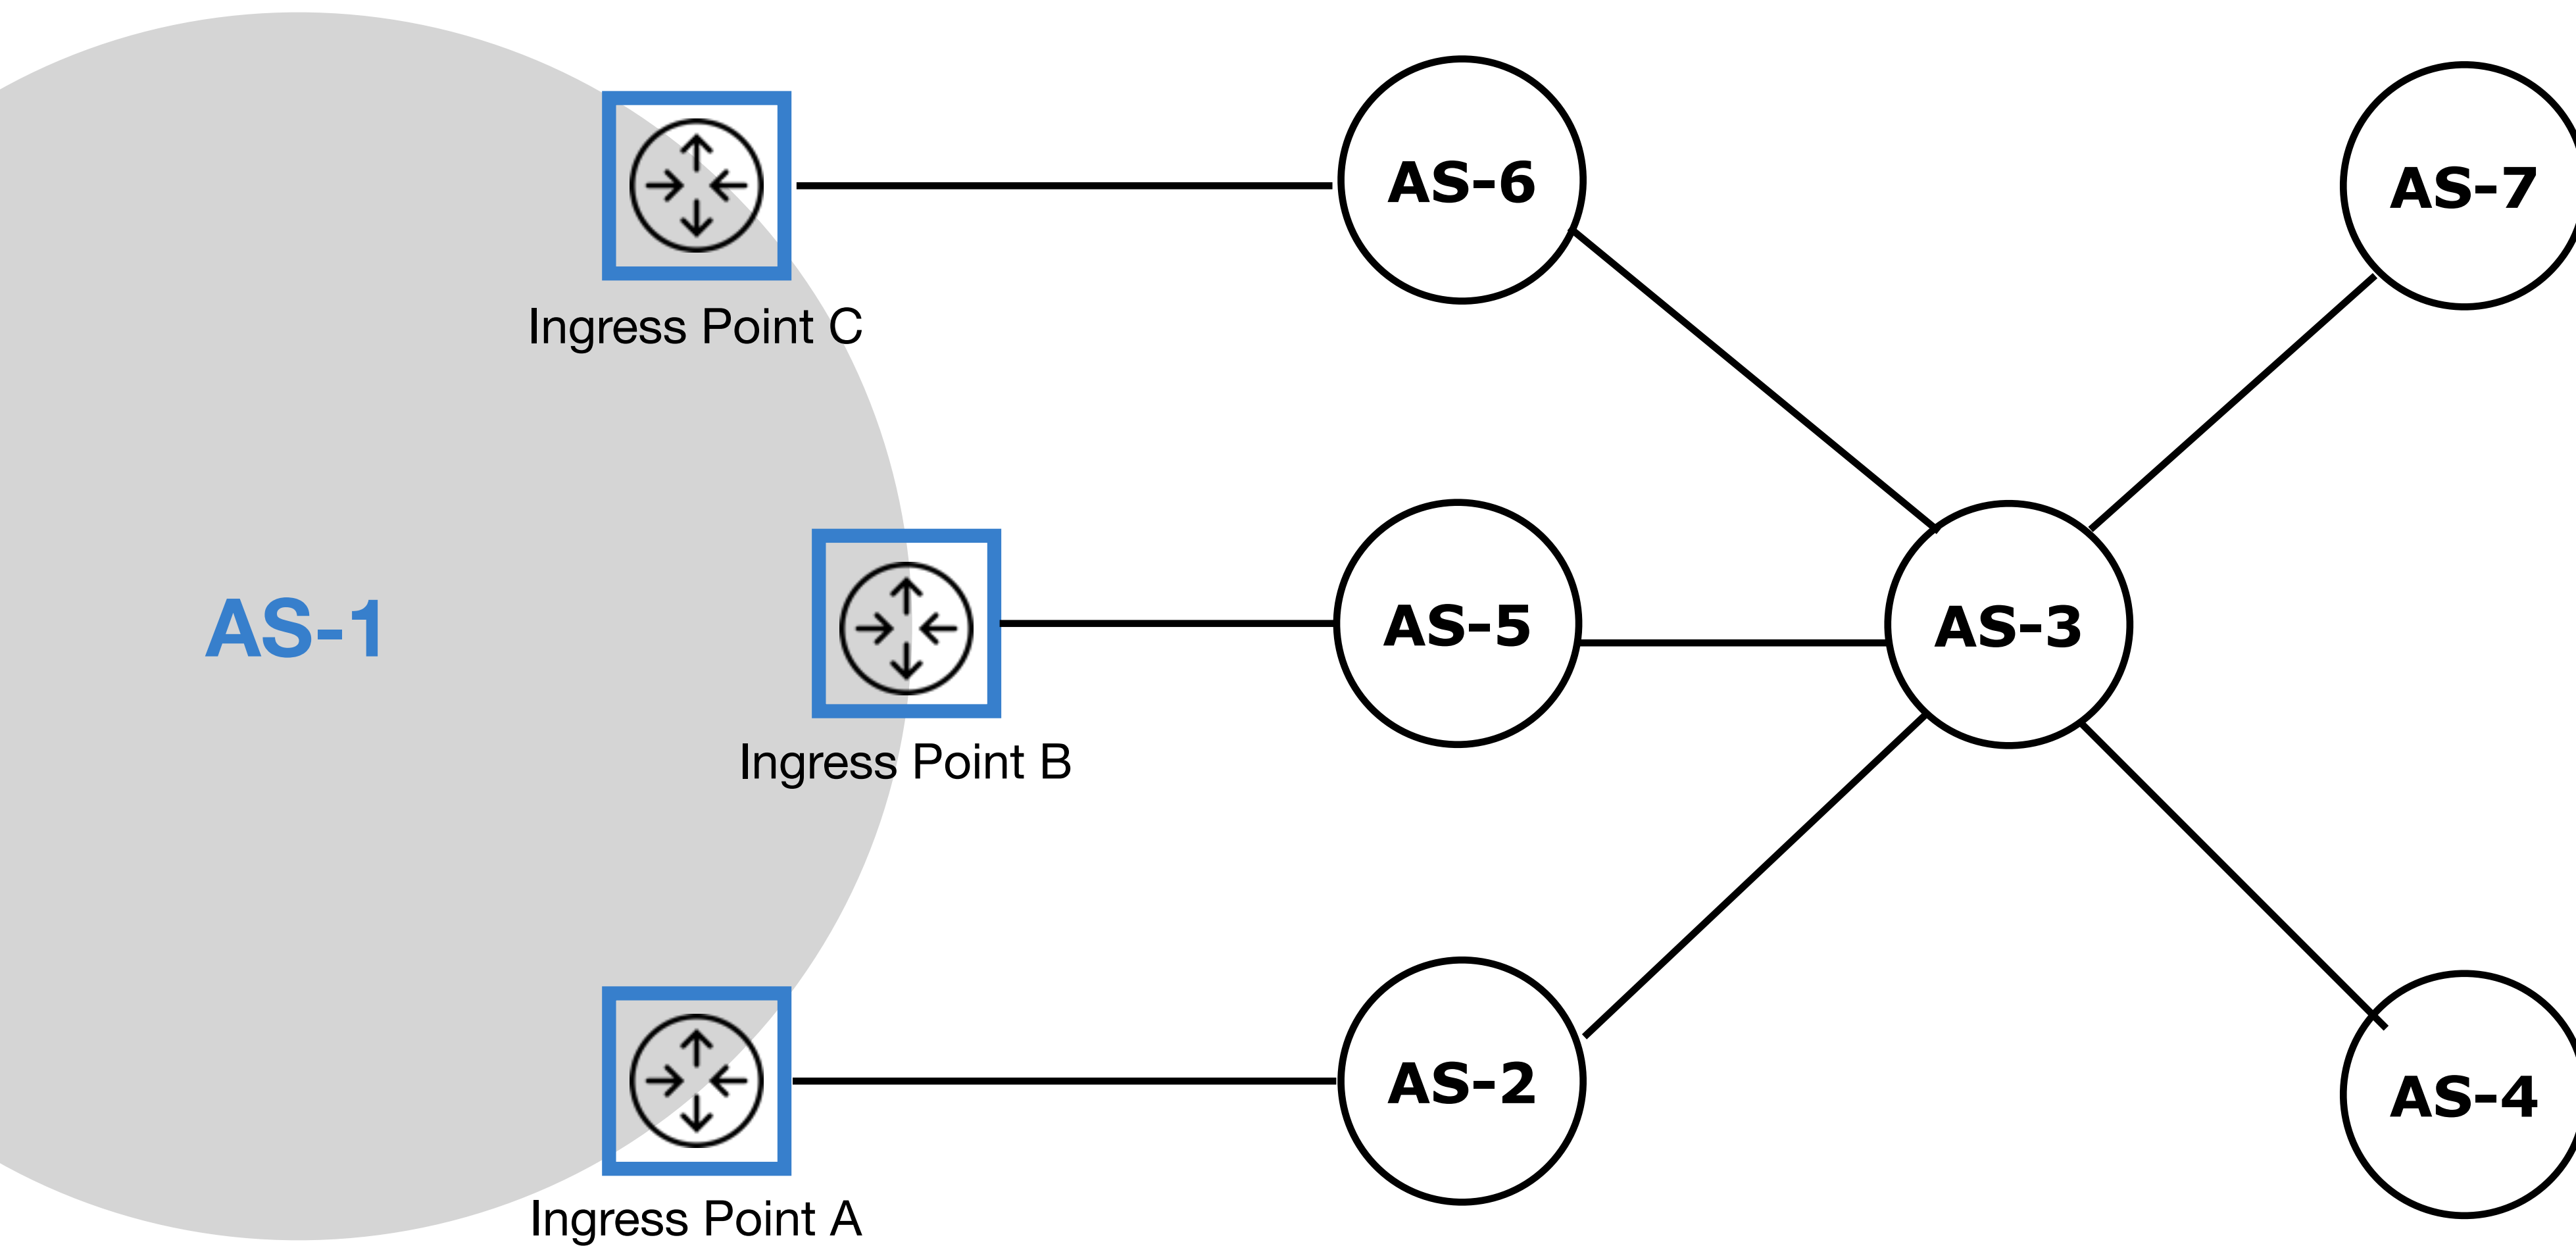 AS-6
AS-7
Ingress Point C
AS-1
AS-5
AS-3
Ingress Point B
AS-2
AS-4
Ingress Point A